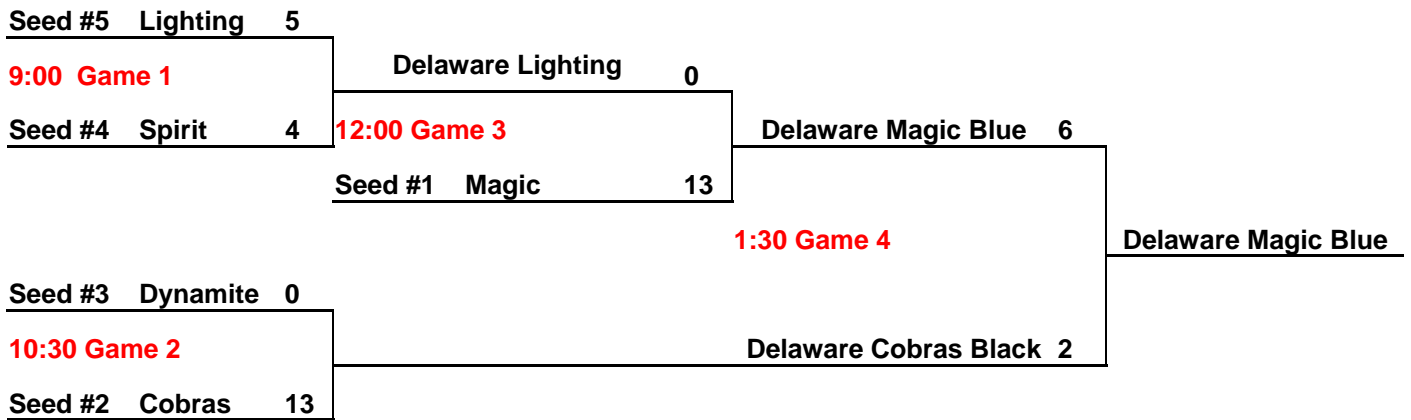 Seed #5 Lighting 5
9:00 Game 1
Delaware Lighting 0
Seed #4 Spirit 4
12:00 Game 3
Delaware Magic Blue 6
Seed #1 Magic 13
1:30 Game 4
Delaware Magic Blue
Seed #3 Dynamite 0
10:30 Game 2
Delaware Cobras Black 2
Seed #2 Cobras 13